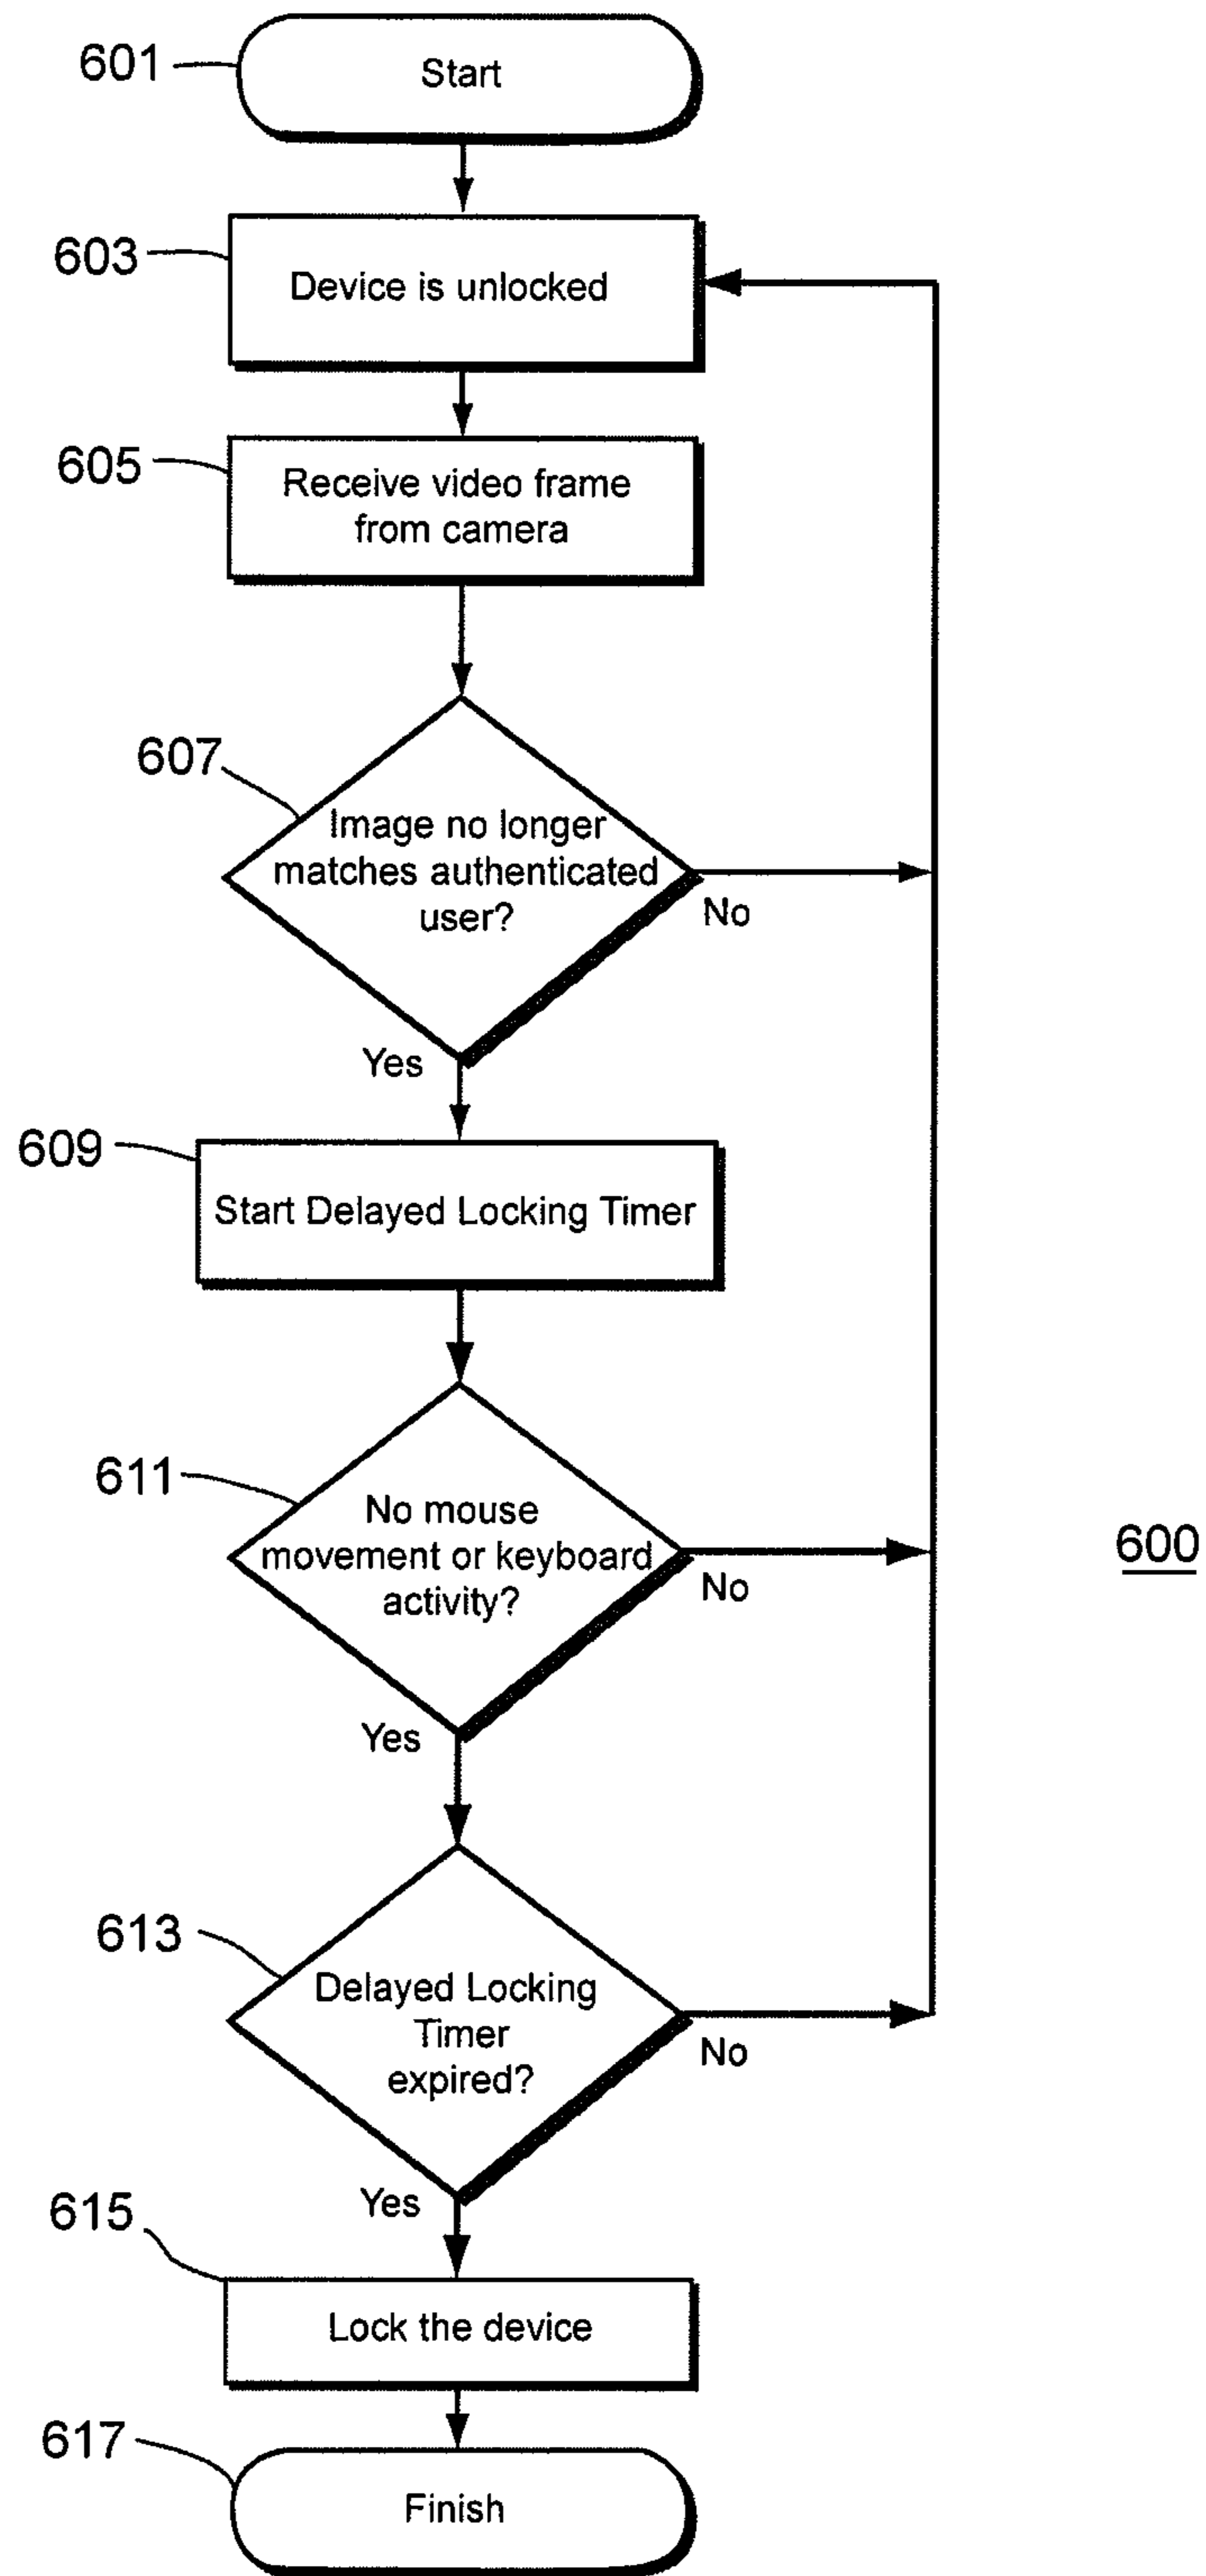 601
Start
603
Device is unlocked
605
Receive video frame
from camera
607
Image no longer
matches authenticated
user?
No
Yes
609
Start Delayed Locking Timer
611
No mouse
movement or keyboard
activity?
No
Yes
600
613
Delayed Locking
Timer
expired?
No
Yes
615
Lock the device
617
Finish